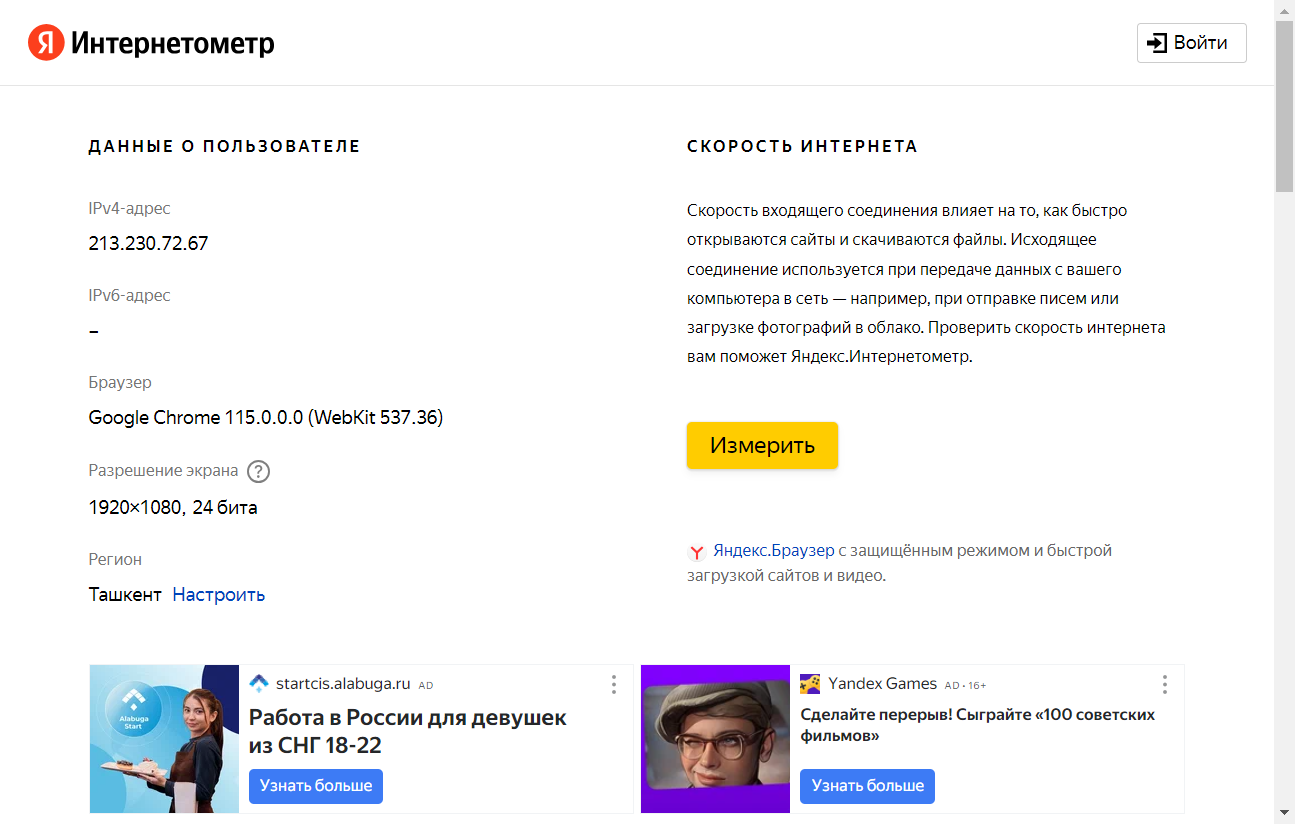 Я Интернетометр
Войти
ДАННЫЕ О ПОЛЬЗОВАТЕЛЕ
IPv4-адрес
213.230.72.67
IPv6-адрес
–
Браузер
Google Chrome 115.0.0.0 (WebKit 537.36)
Разрешение экрана ?
1920×1080, 24 бита
Регион
Ташкент Настроить
СКОРОСТЬ ИНТЕРНЕТА
Скорость входящего соединения влияет на то, как быстро
открываются сайты и скачиваются файлы. Исходящее
соединение используется при передаче данных с вашего
компьютера в сеть — например, при отправке писем или
загрузке фотографий в облако. Проверить скорость интернета
вам поможет Яндекс.Интернетометр.
Измерить
Яндекс.Браузер с защищённым режимом и быстрой
загрузкой сайтов и видео.
Alabuga
Start
startcis.alabuga.ru AD
Работа в России для девушек
из СНГ 18-22
Узнать больше
Yandex Games AD • 16+
Сделайте перерыв! Сыграйте «100 советских
фильмов»
Узнать больше